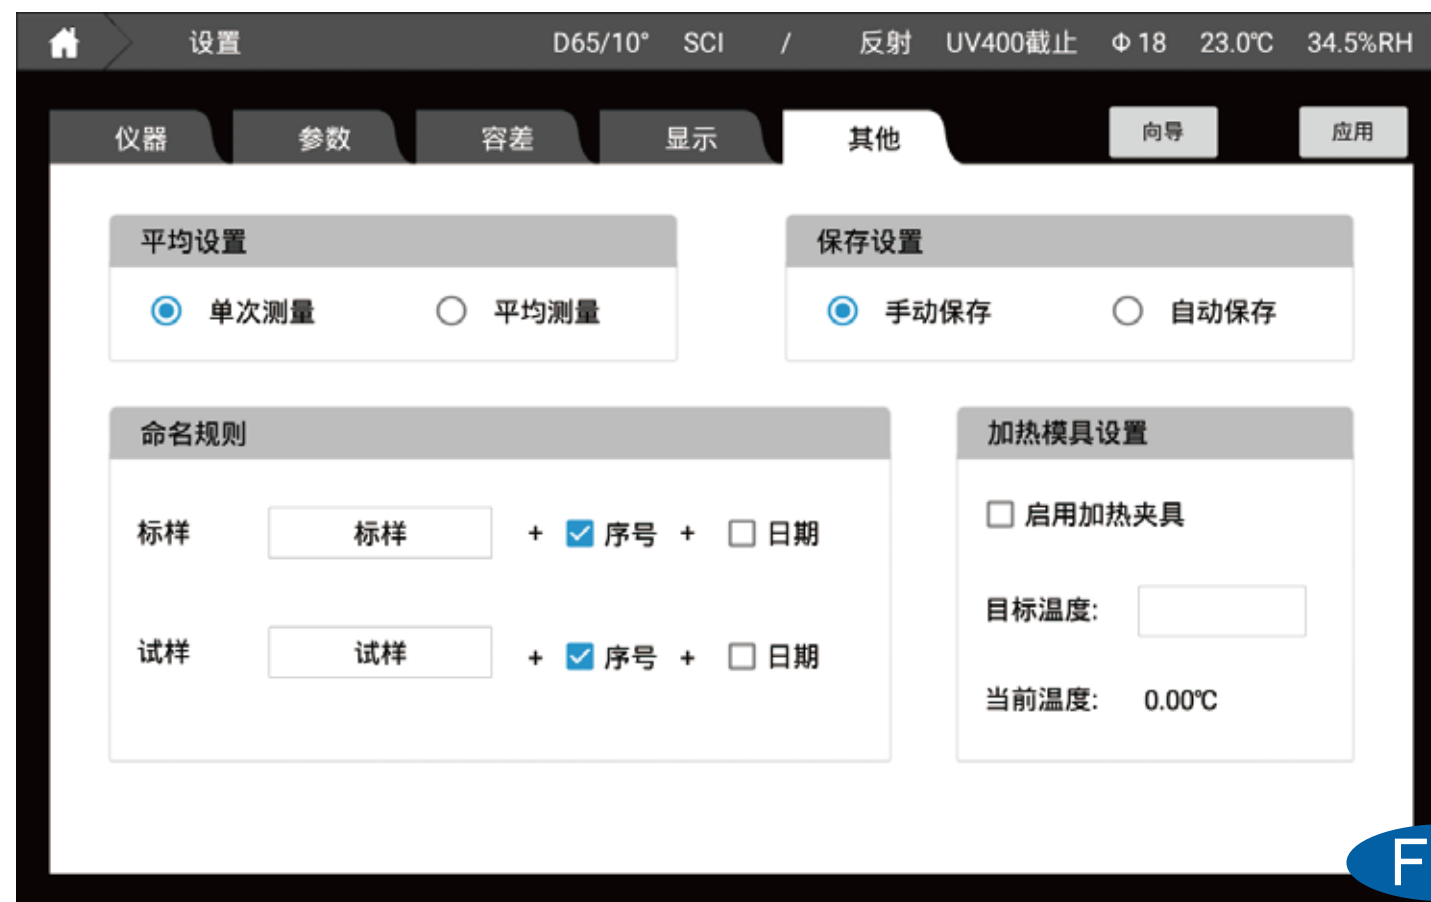 设置 D65/10° SCI / 反射 UV400截止 Φ18 23.0℃ 34.5%RH
仪器 参数 容差 显示 其他 向导 应用
平均设置 保存设置
单次测量 平均测量 手动保存 自动保存
命名规则 加热模具设置
标样 标样 + 序号 + 日期 启用加热夹具
目标温度:
试样 试样 + 序号 + 日期
当前温度: 0.00℃
F